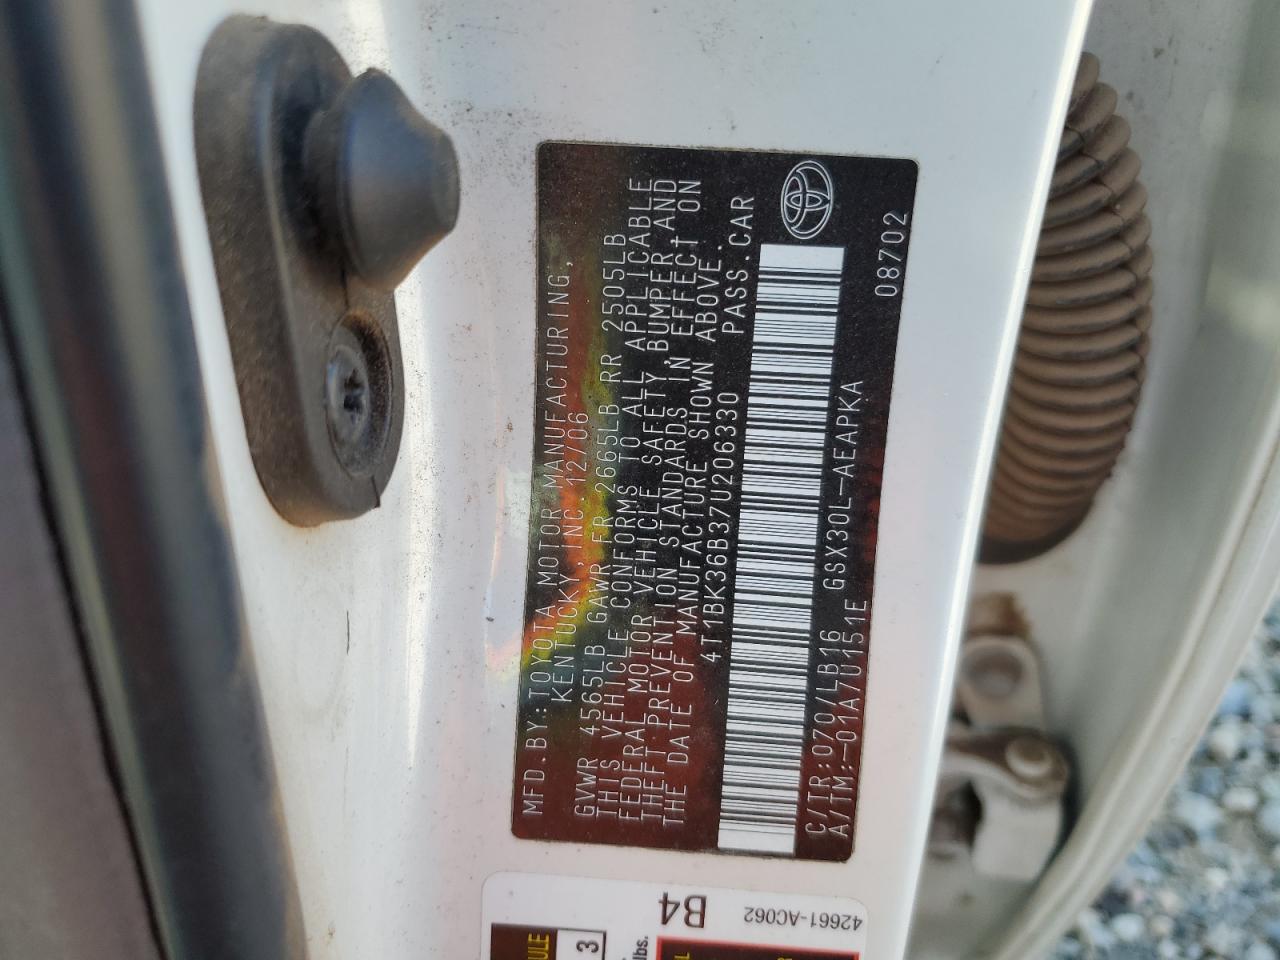 MFD.BY: TOYOTA MOTOR MANUFACTURING,
KENTUCKY, INC. 12/06
GVWR 4565LB GAWR FR 2665LB RR 2505LB
THIS VEHICLE CONFORMS TO ALL APPLICABLE
FEDERAL MOTOR VEHICLE SAFETY, BUMPER, AND
THEFT PREVENTION STANDARDS IN EFFECT ON
THE DATE OF MANUFACTURE SHOWN ABOVE.
4T1BK36B37U206330 PASS.CAR
C/TR:070/LB16 GSX30L-AEAPKA
A/TM:-01A/U151E 08702
B4
42661-AC062
3
lbs.